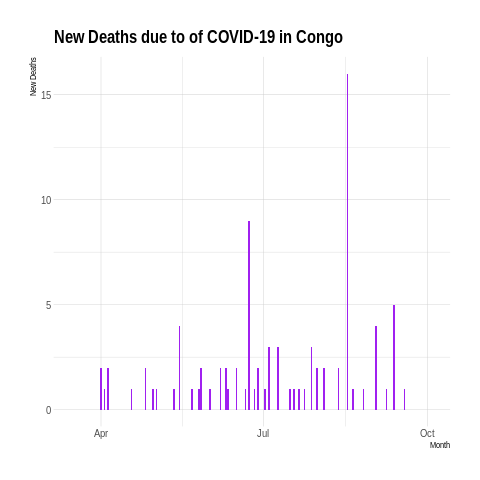 New Deaths due to of COVID-19 in Congo
New Deaths
15
10
5
0
Apr
Jul
Oct
Month